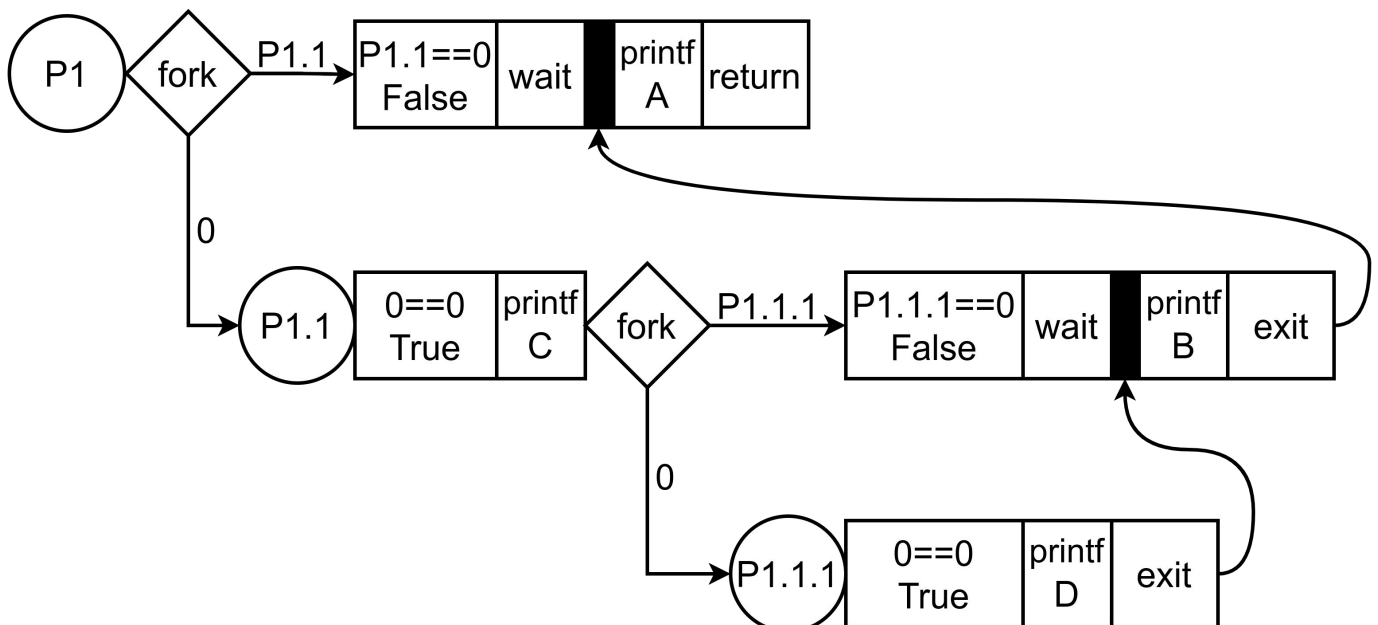 P1
fork
P1.1
P1.1==0
False
wait
printf
A
return
0
P1.1
0==0
True
printf
C
fork
P1.1.1
P1.1.1==0
False
wait
printf
B
exit
0
P1.1.1
0==0
True
printf
D
exit